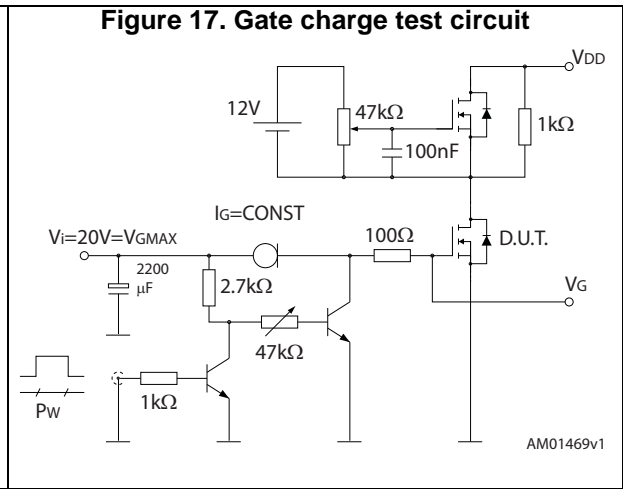 Figure 17. Gate charge test circuit
VDD
12V
47kΩ
1kΩ
100nF
IG=CONST
Vi=20V=VGMAX
100Ω
D.U.T.
2200
μF
2.7kΩ
VG
47kΩ
1kΩ
PW
AM01469v1